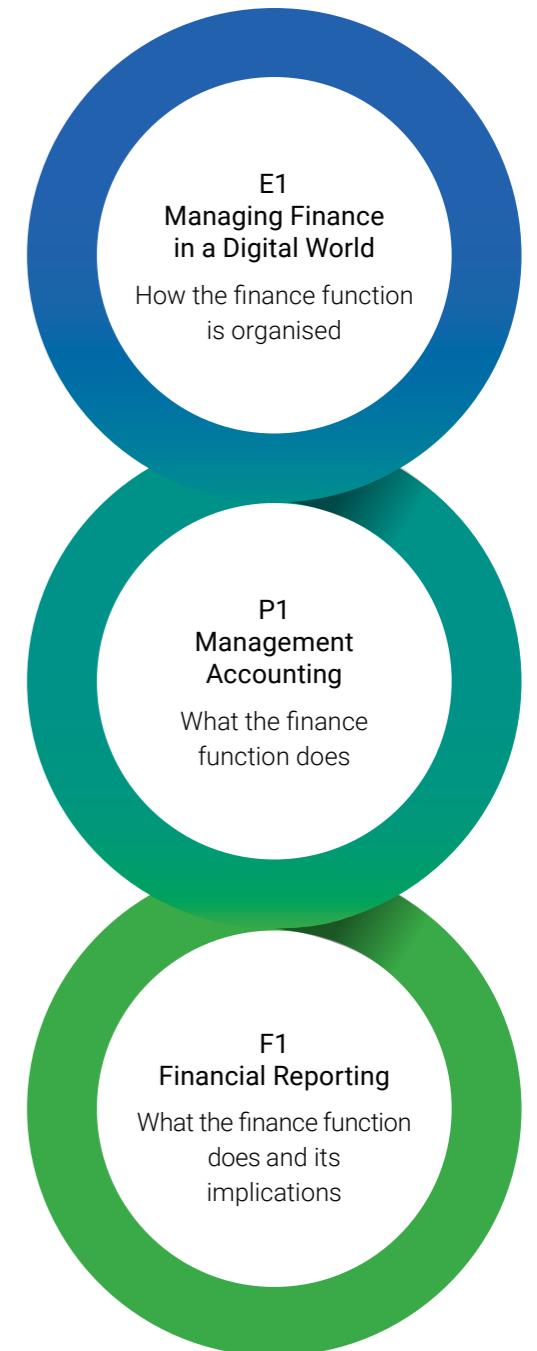 E1
Managing Finance
in a Digital World
How the finance function
is organised
P1
Management
Accounting
What the finance
function does
F1
Financial Reporting
What the finance function
does and its
implications